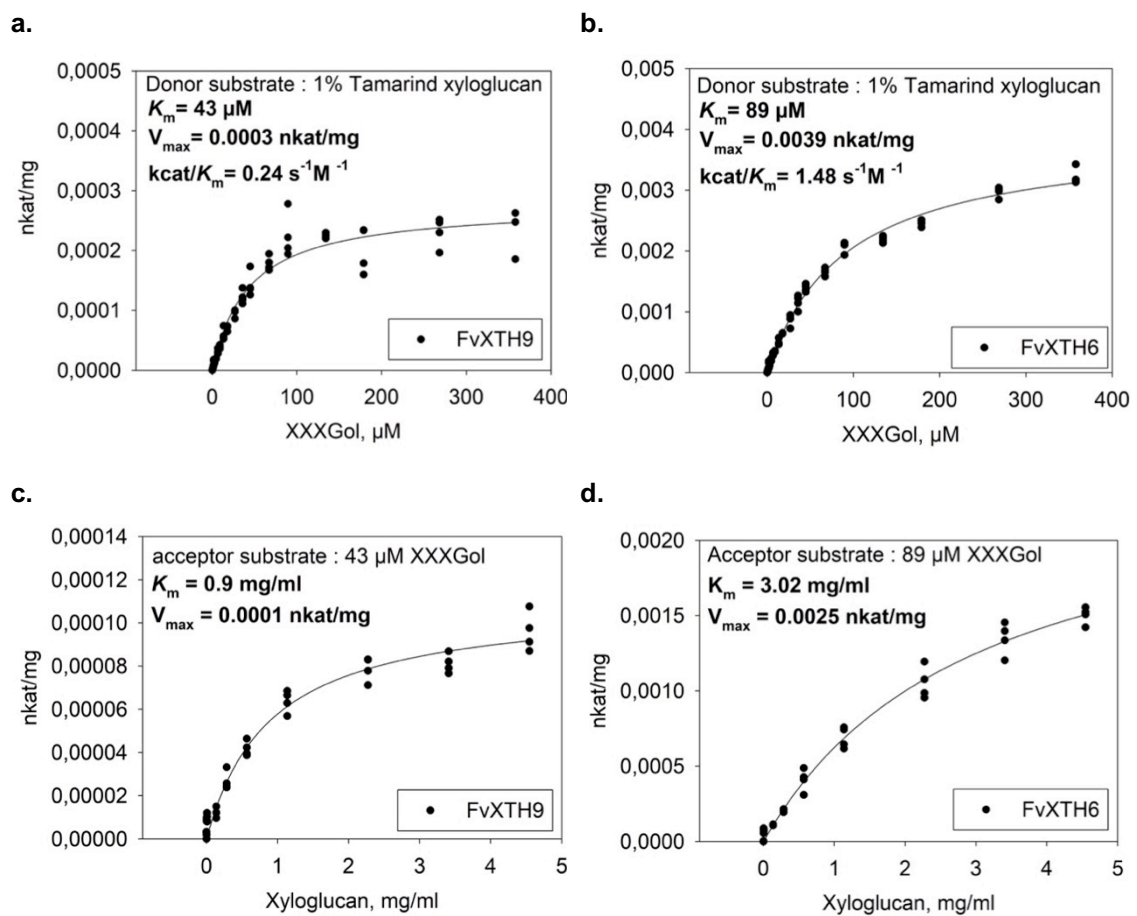 a.
0,0005
0,0004
0,0003
0,0002
0,0001
0,0000
nkat/mg
Donor substrate : 1% Tamarind xyloglucan
Km= 43 µM
Vmax= 0.0003 nkat/mg
kcat/Km= 0.24 s-1M -1
FvXTH9
0 100 200 300 400
XXXGol, µM
b.
0,005
0,004
0,003
0,002
0,001
0,000
nkat/mg
Donor substrate : 1% Tamarind xyloglucan
Km= 89 µM
Vmax= 0.0039 nkat/mg
kcat/Km= 1.48 s-1M -1
FvXTH6
0 100 200 300 400
XXXGol, µM
c.
0,00014
0,00012
0,00010
0,00008
0,00006
0,00004
0,00002
0,00000
nkat/mg
acceptor substrate : 43 µM XXXGol
Km = 0.9 mg/ml
Vmax = 0.0001 nkat/mg
FvXTH9
0 1 2 3 4 5
Xyloglucan, mg/ml
d.
0,0020
0,0015
0,0010
0,0005
0,0000
nkat/mg
Acceptor substrate : 89 µM XXXGol
Km = 3.02 mg/ml
Vmax = 0.0025 nkat/mg
FvXTH6
0 1 2 3 4 5
Xyloglucan, mg/ml